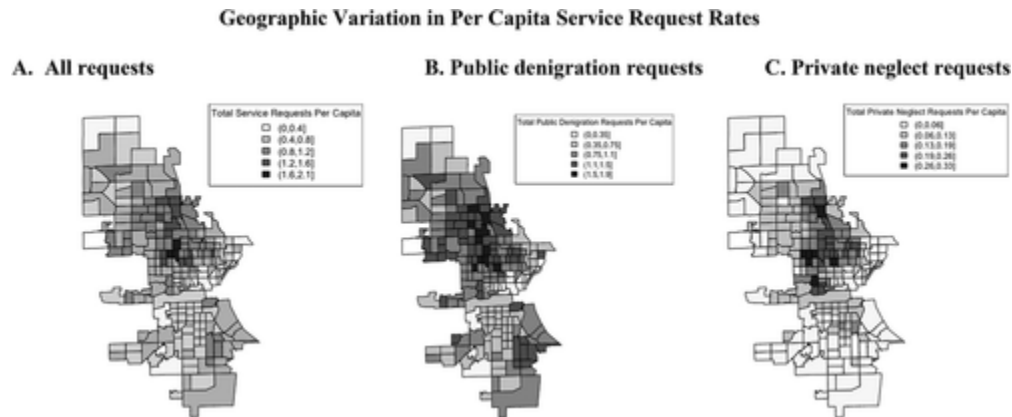 Geographic Variation in Per Capita Service Request Rates
A. All requests
B. Public denigration requests
C. Private neglect requests
Total Service Requests Per Capita
(0,0.4]
(0.4,0.8]
(0.8,1.2]
(1.2,1.6]
(1.6,2.1]
Total Public Denigration Requests Per Capita
(0,0.35]
(0.35,0.75]
(0.75,1.1]
(1.1,1.5]
(1.5,1.9]
Total Private Neglect Requests Per Capita
(0,0.06]
(0.06,0.13]
(0.13,0.19]
(0.19,0.26]
(0.26,0.33]